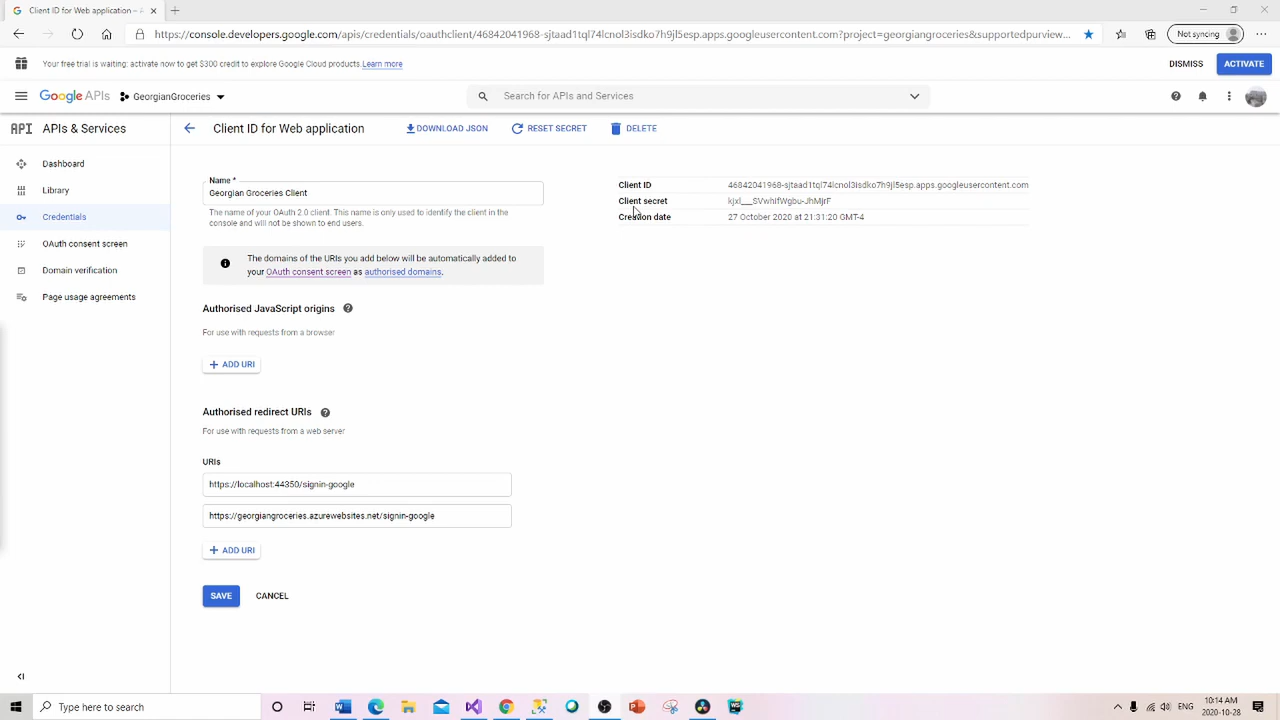 Client ID for Web application –
https://console.developers.google.com/apis/credentials/oauthclient/46842041968-sjtaad1tql74lcnol3isdko7h9jl5esp.apps.googleusercontent.com?project=georgiangroceries&supportedpurview...
Not syncing
Your free trial is waiting: activate now to get $300 credit to explore Google Cloud products. Learn more
DISMISS
ACTIVATE
Google APIs
GeorgianGroceries
Search for APIs and Services
API APIs & Services
Client ID for Web application
DOWNLOAD JSON
RESET SECRET
DELETE
Dashboard
Library
Credentials
OAuth consent screen
Domain verification
Page usage agreements
Name *
Georgian Groceries Client
The name of your OAuth 2.0 client. This name is only used to identify the client in the
console and will not be shown to end users.
The domains of the URIs you add below will be automatically added to
your OAuth consent screen as authorised domains.
Authorised JavaScript origins
For use with requests from a browser
ADD URI
Authorised redirect URIs
For use with requests from a web server
URIs
https://localhost:44350/signin-google
https://georgiangroceries.azurewebsites.net/signin-google
ADD URI
SAVE
CANCEL
Client ID 46842041968-sjtaad1tql74lcnol3isdko7h9jl5esp.apps.googleusercontent.com
Client secret kjxl___SVwhIfWgbu-JhMjrF
Creation date 27 October 2020 at 21:31:20 GMT-4
Type here to search
10:14 AM
2020-10-28